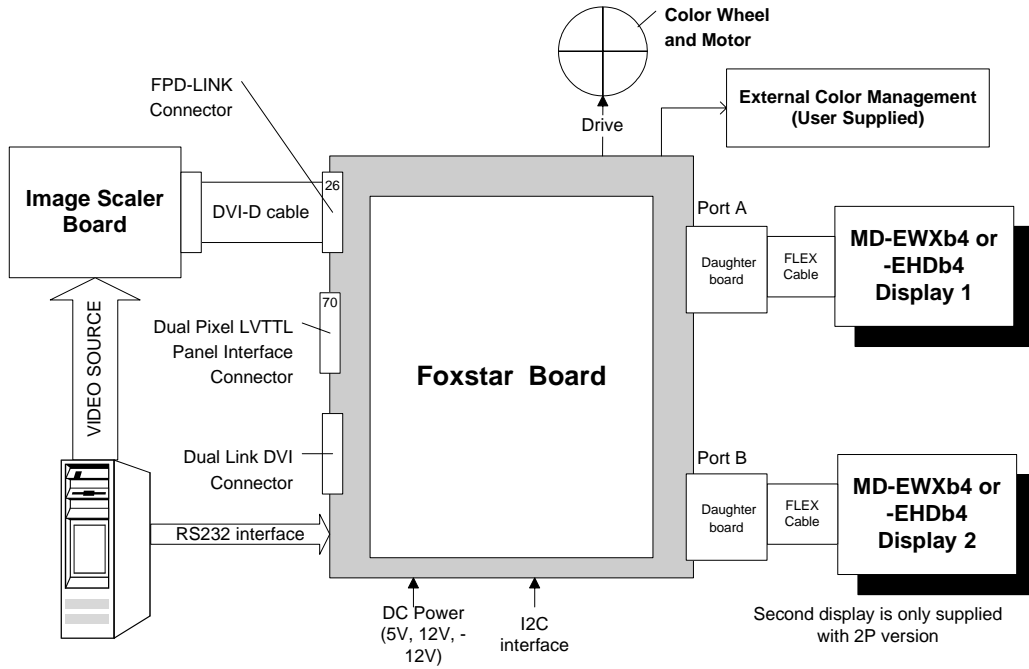 Color Wheel
and Motor
FPD-LINK
Connector
External Color Management
(User Supplied)
Drive
Image Scaler
Board
DVI-D cable
26
Port A
Daughter
board
FLEX
Cable
MD-EWXb4 or
-EHDb4
Display 1
VIDEO SOURCE
70
Dual Pixel LVTTL
Panel Interface
Connector
Foxstar Board
Dual Link DVI
Connector
Port B
Daughter
board
FLEX
Cable
MD-EWXb4 or
-EHDb4
Display 2
RS232 interface
DC Power
(5V, 12V, -
12V)
I2C
interface
Second display is only supplied
with 2P version